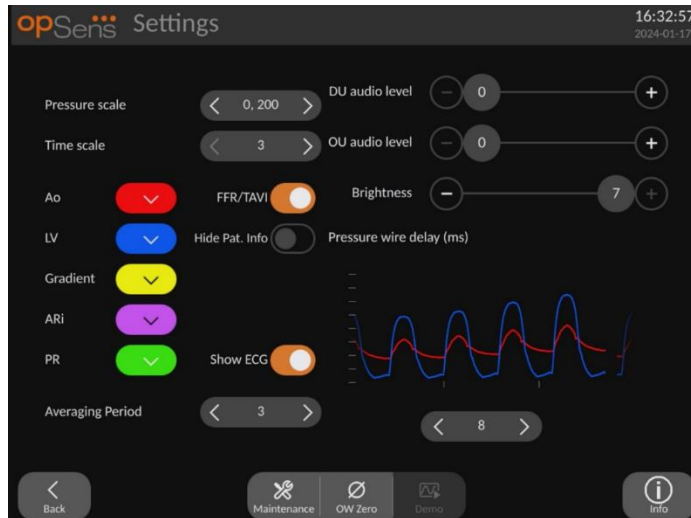 opSens Settings
16:32:57
2024-01-17
Pressure scale
0, 200
DU audio level
0
Time scale
3
OU audio level
0
Ao
FFR/TAVI
Brightness
7
LV
Hide Pat. Info
Pressure wire delay (ms)
Gradient
ARi
PR
Show ECG
Averaging Period
3
8
Back
Maintenance
OW Zero
Demo
Info